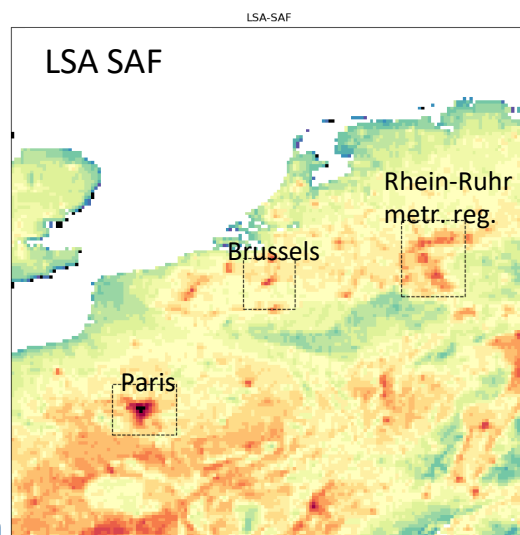 LSA-SAF
LSA SAF
Rhein-Ruhr
metr. reg.
Brussels
Paris